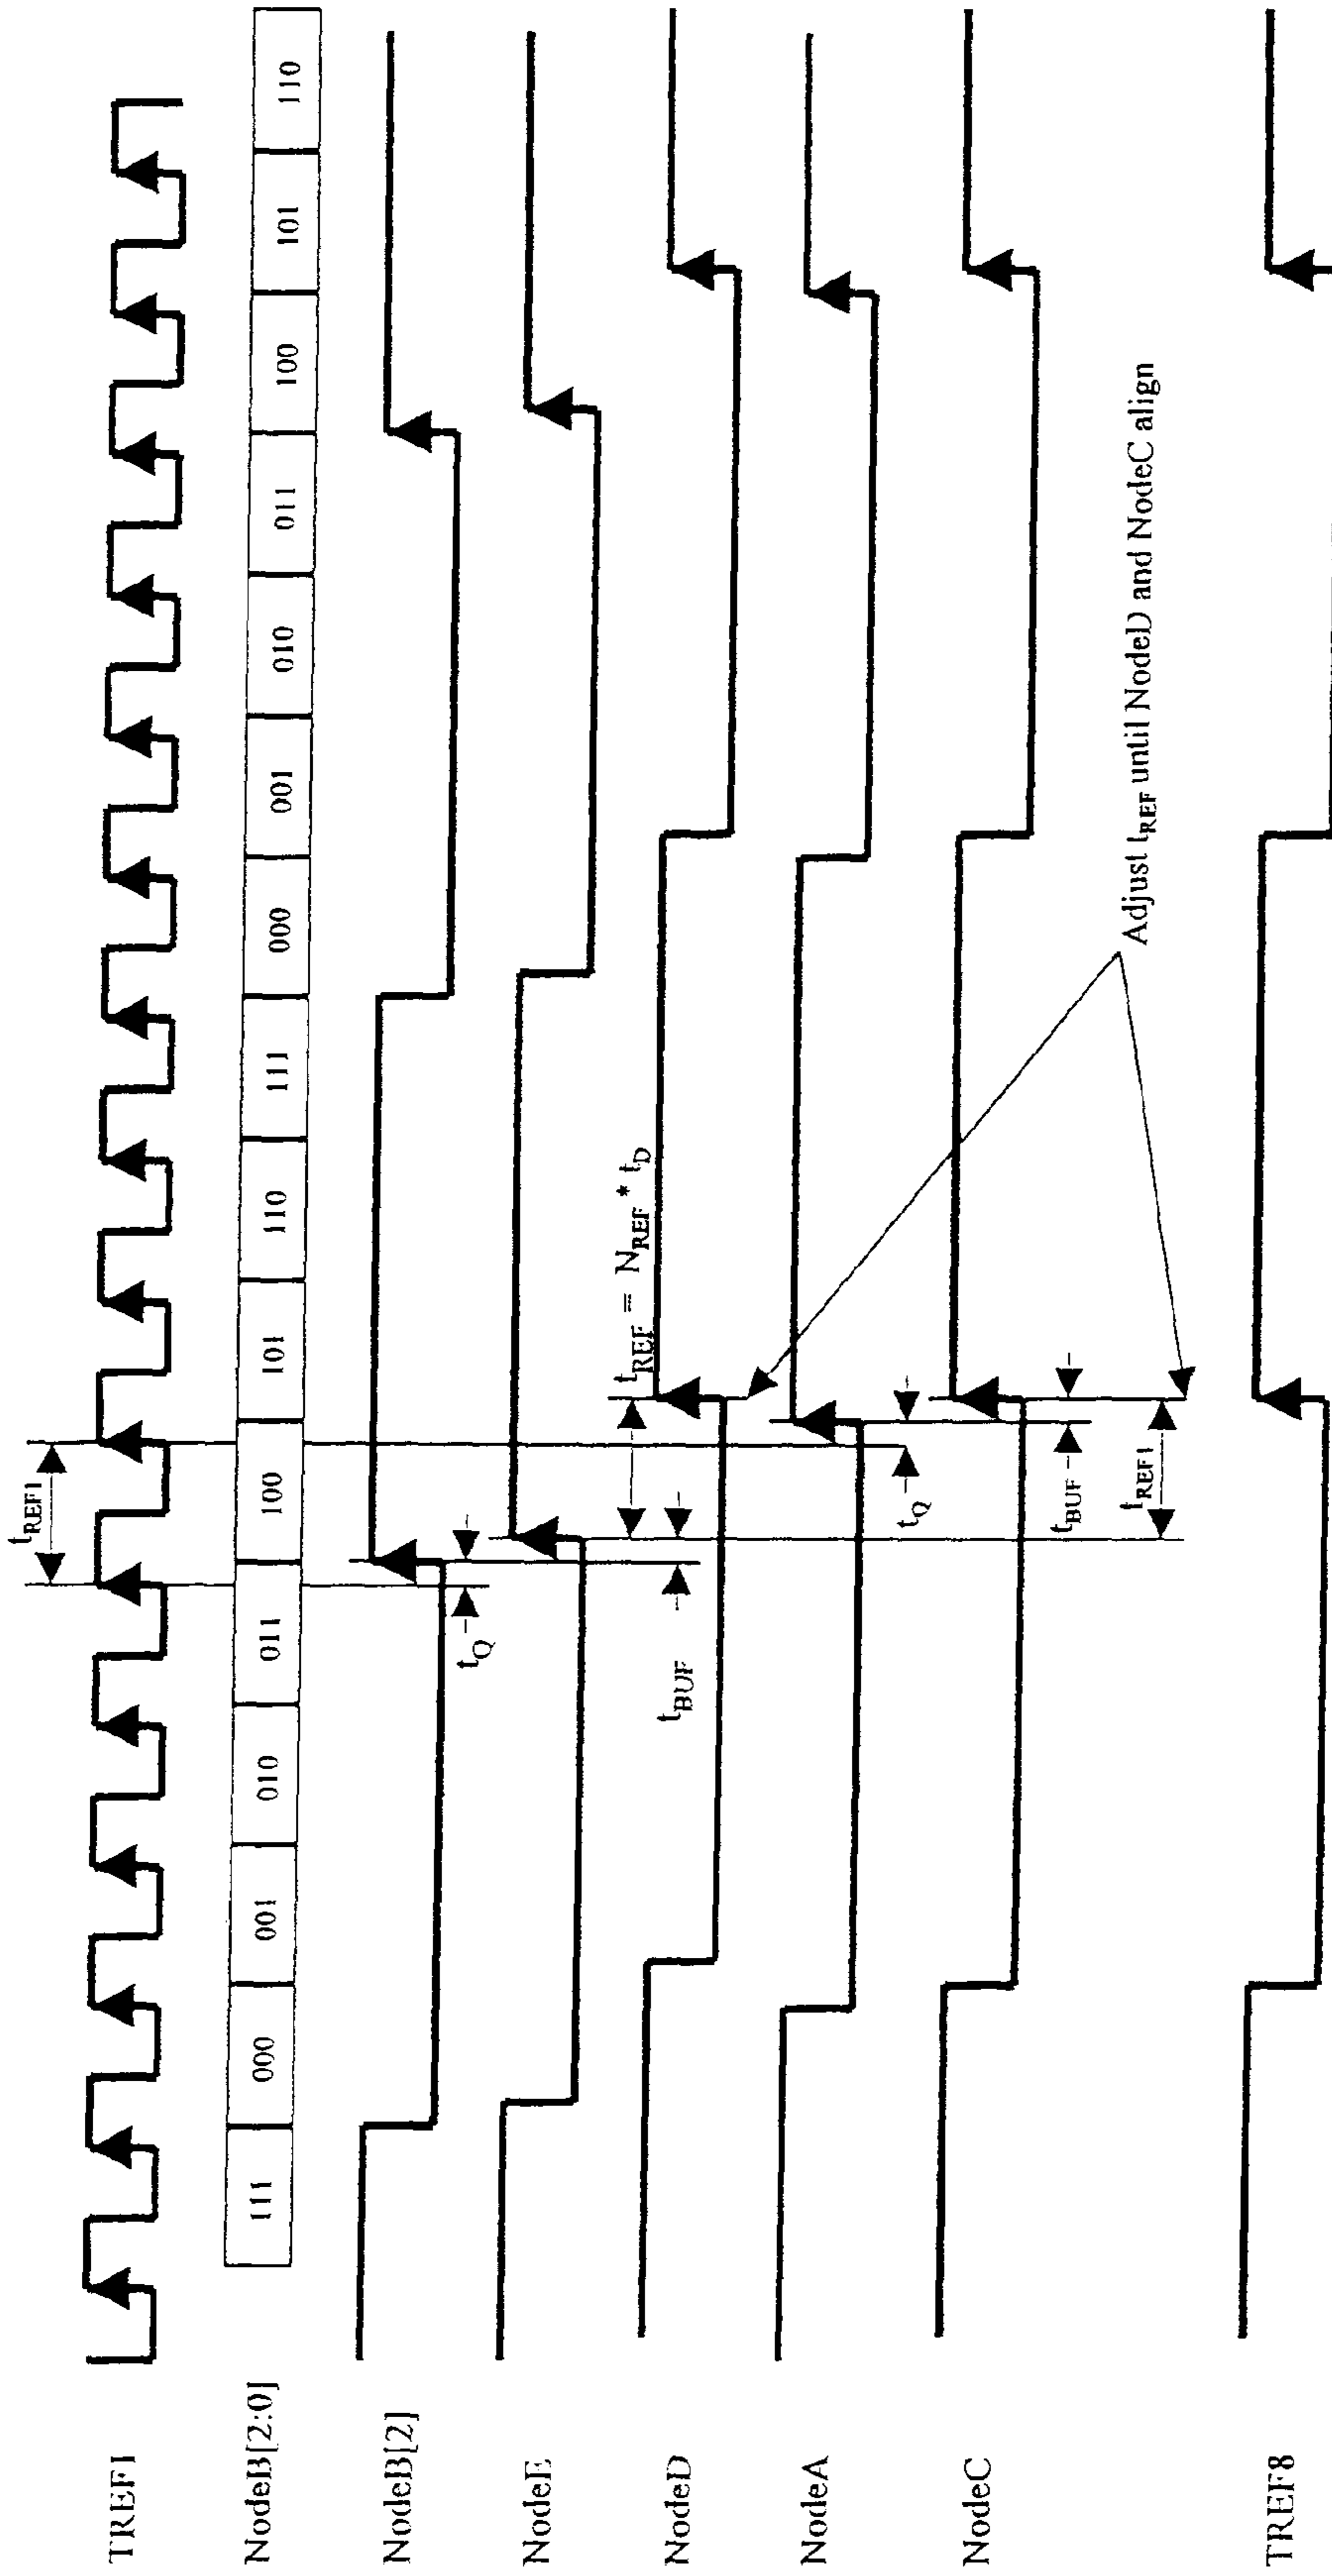 TREF1
tREF1
NodeB[2:0]
111 000 001 010 011 100 101 110 111 000 001 010 011 100 101 110
NodeB[2]
tQ
NodeE
tBUF
tREF = NREF * tD
NodeD
NodeA
tQ
NodeC
tBUF
tREF1
Adjust tREF until NodeD and NodeC align
TREF8